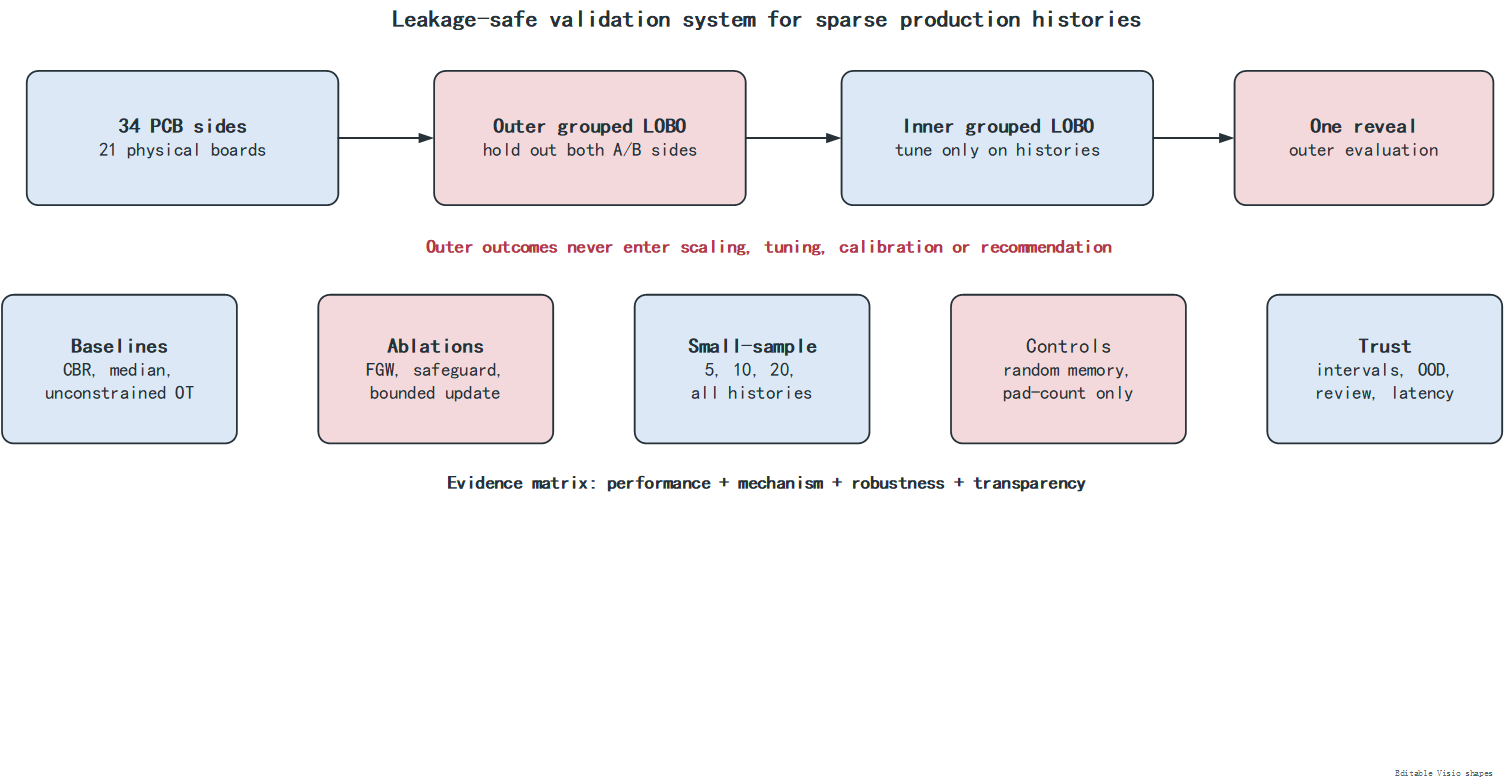 Leakage-safe validation system for sparse production histories
34 PCB sides
21 physical boards
Outer grouped LOBO
hold out both A/B sides
Inner grouped LOBO
tune only on histories
One reveal
outer evaluation
Outer outcomes never enter scaling, tuning, calibration or recommendation
Baselines
CBR, median,
unconstrained OT
Ablations
FGW, safeguard,
bounded update
Small-sample
5, 10, 20,
all histories
Controls
random memory,
pad-count only
Trust
intervals, OOD,
review, latency
Evidence matrix: performance + mechanism + robustness + transparency
Editable Visio shapes